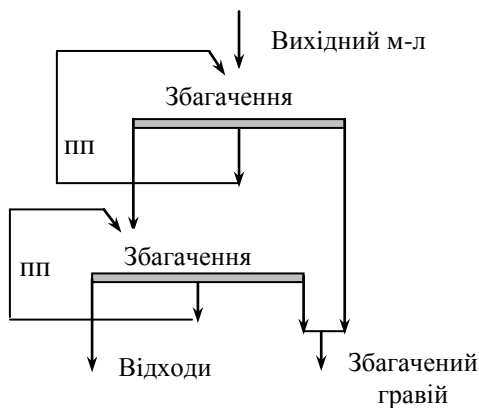 Вихідний м-л
Збагачення
пп
Збагачення
пп
Відходи
Збагачений
гравій